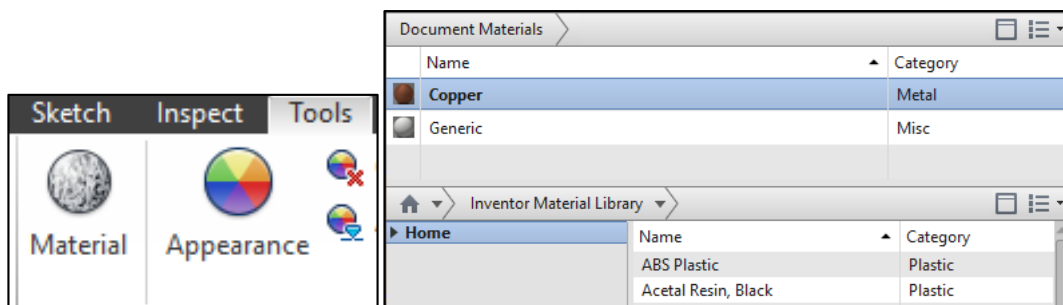 Sketch Inspect Tools
Material Appearance
Document Materials
Name Category
Copper Metal
Generic Misc
Inventor Material Library
Home
Name Category
ABS Plastic Plastic
Acetal Resin, Black Plastic